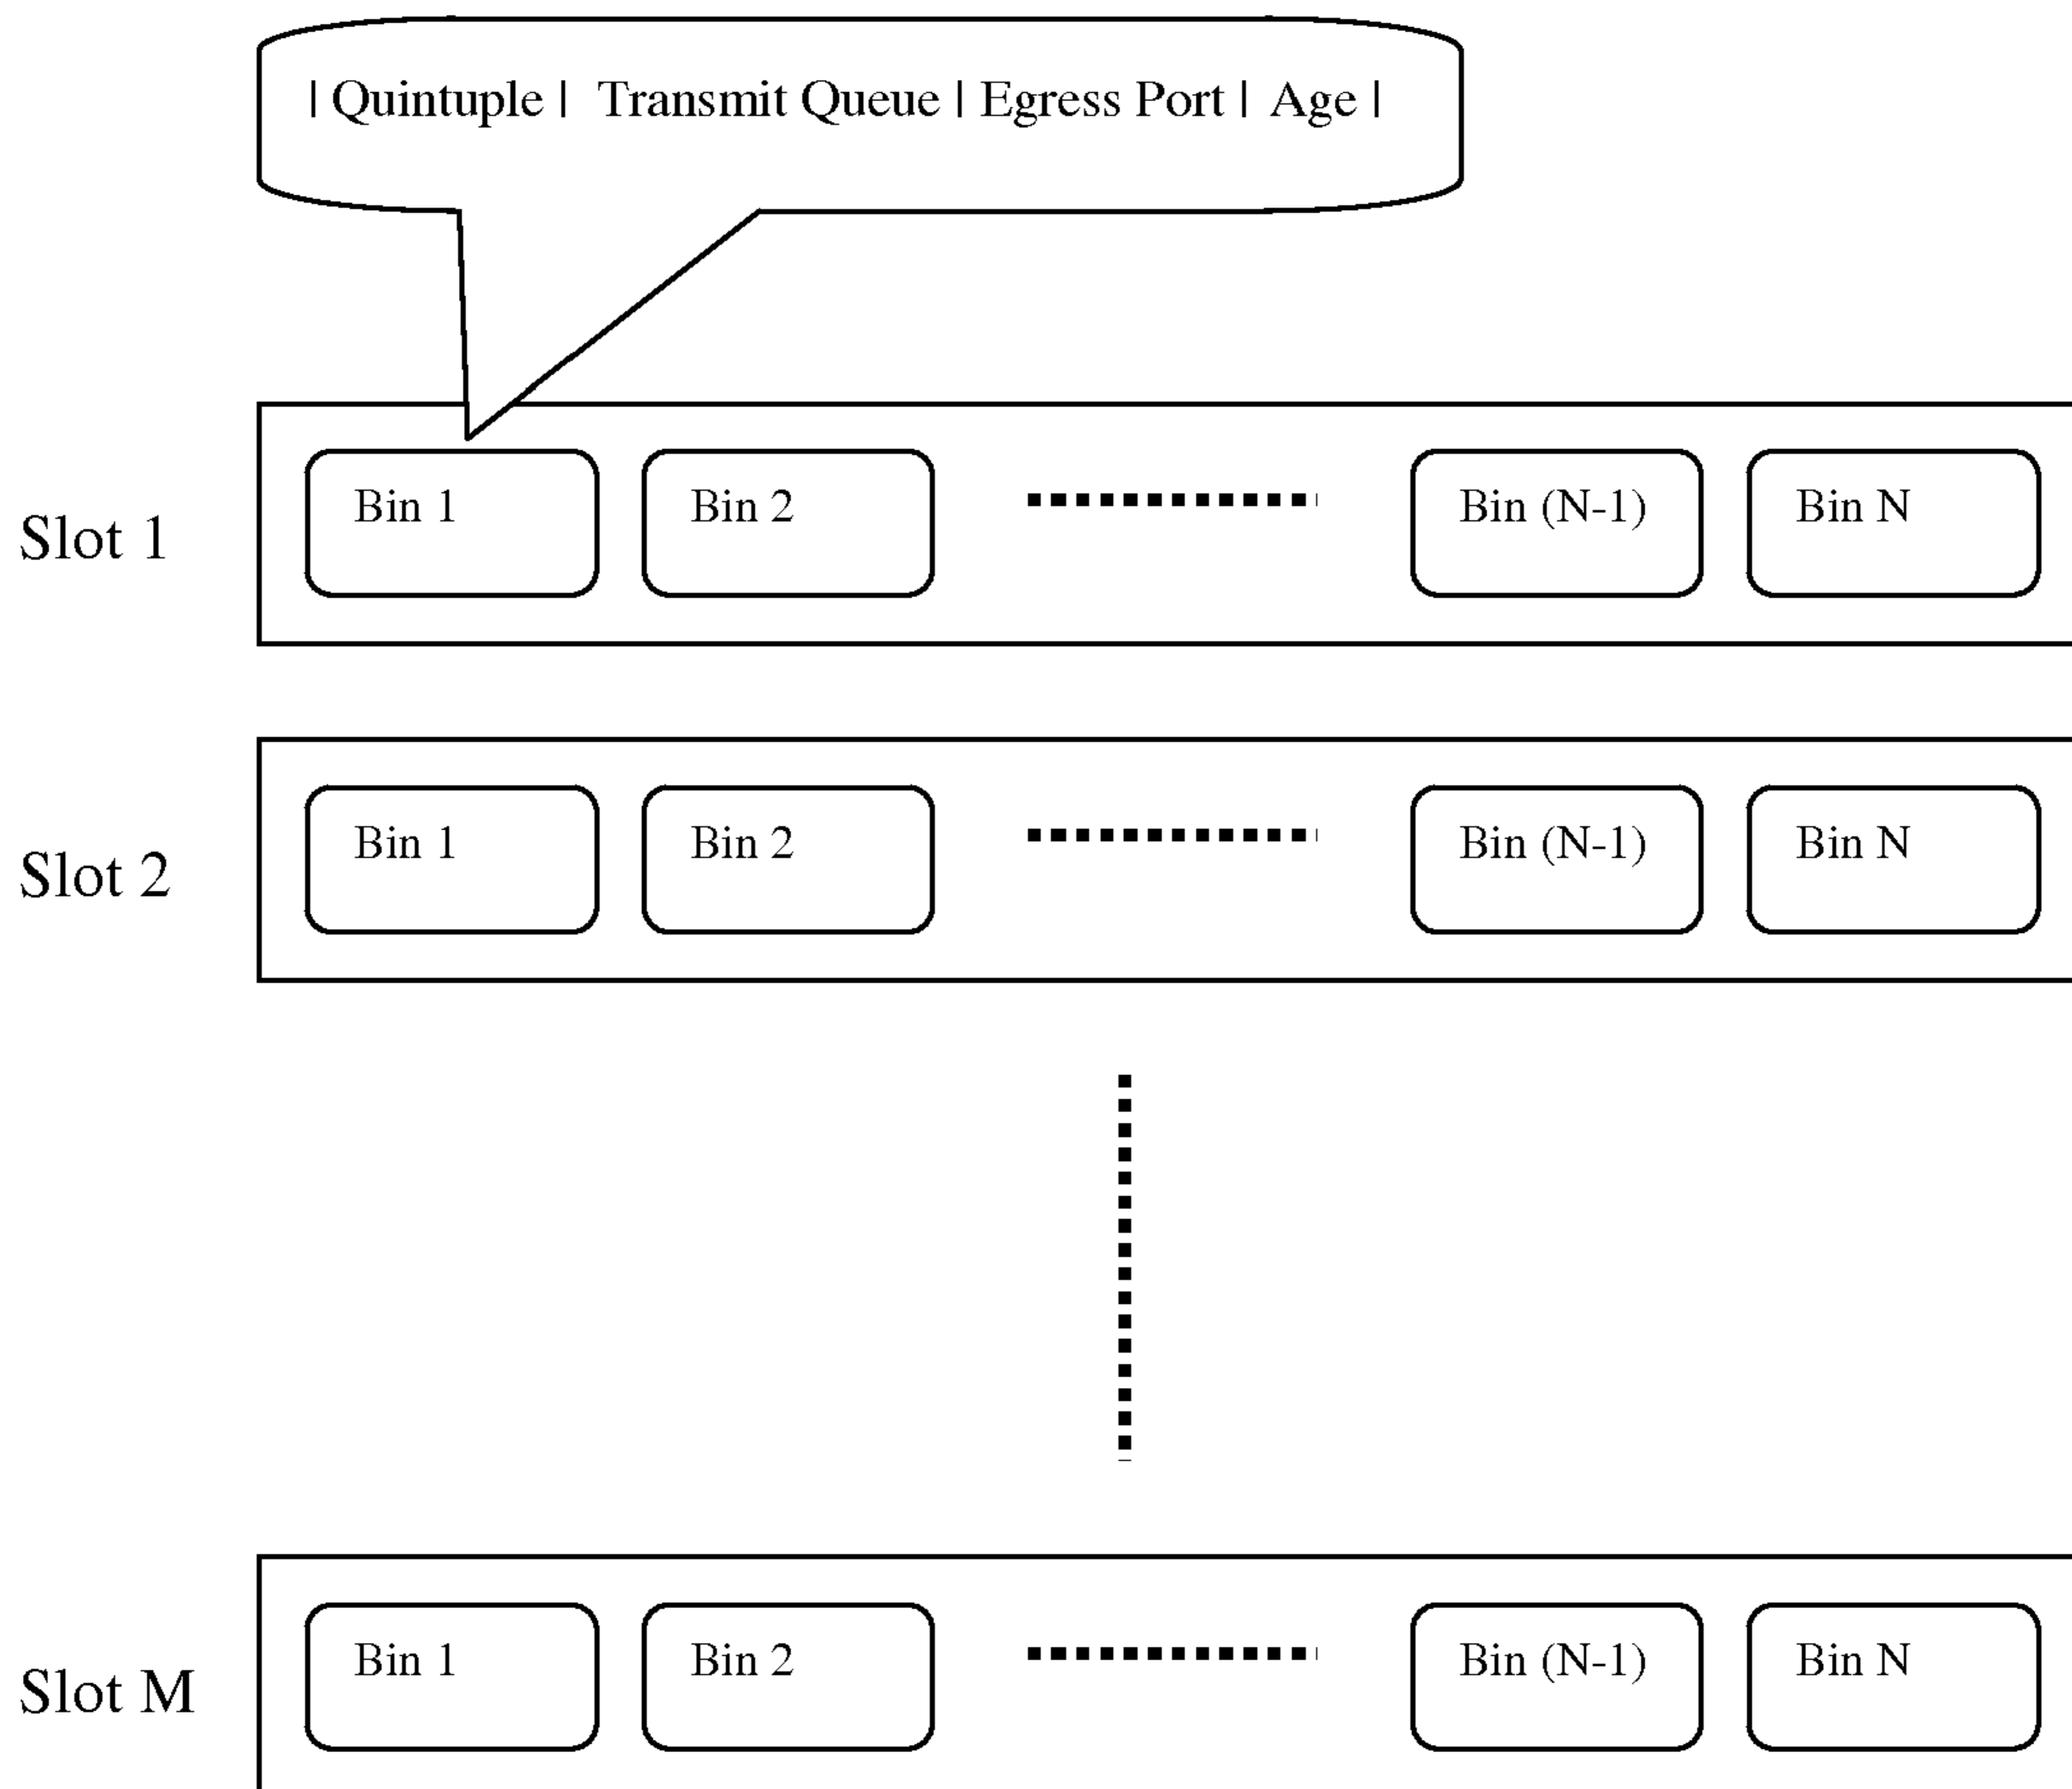 | Quintuple | Transmit Queue | Egress Port | Age |
Slot 1 Bin 1 Bin 2 Bin (N-1) Bin N
Slot 2 Bin 1 Bin 2 Bin (N-1) Bin N
Slot M Bin 1 Bin 2 Bin (N-1) Bin N